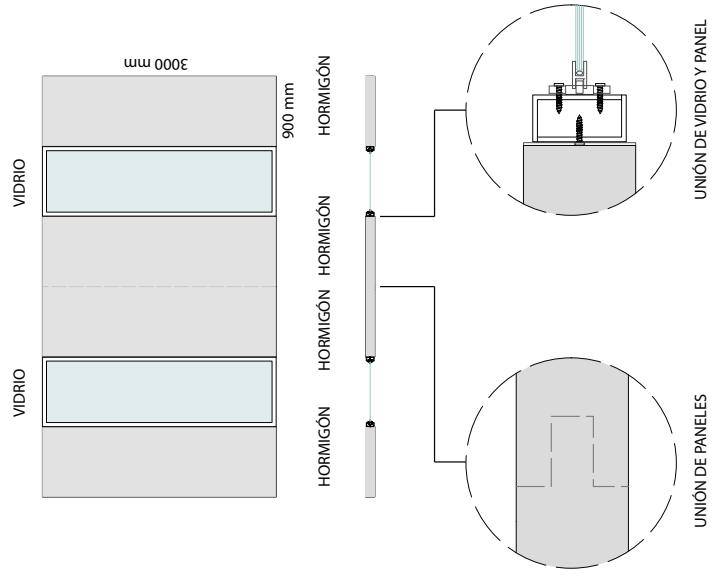 3000 mm
900 mm
VIDRIO
VIDRIO
HORMIGÓN
HORMIGÓN
HORMIGÓN
HORMIGÓN
UNIÓN DE PANELES
UNIÓN DE VIDRIO Y PANEL